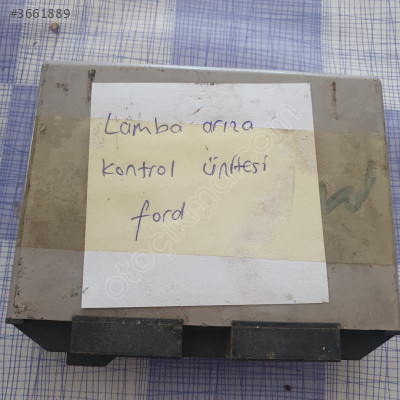 #3661889
Lamba arıza
kontrol ünitesi
ford